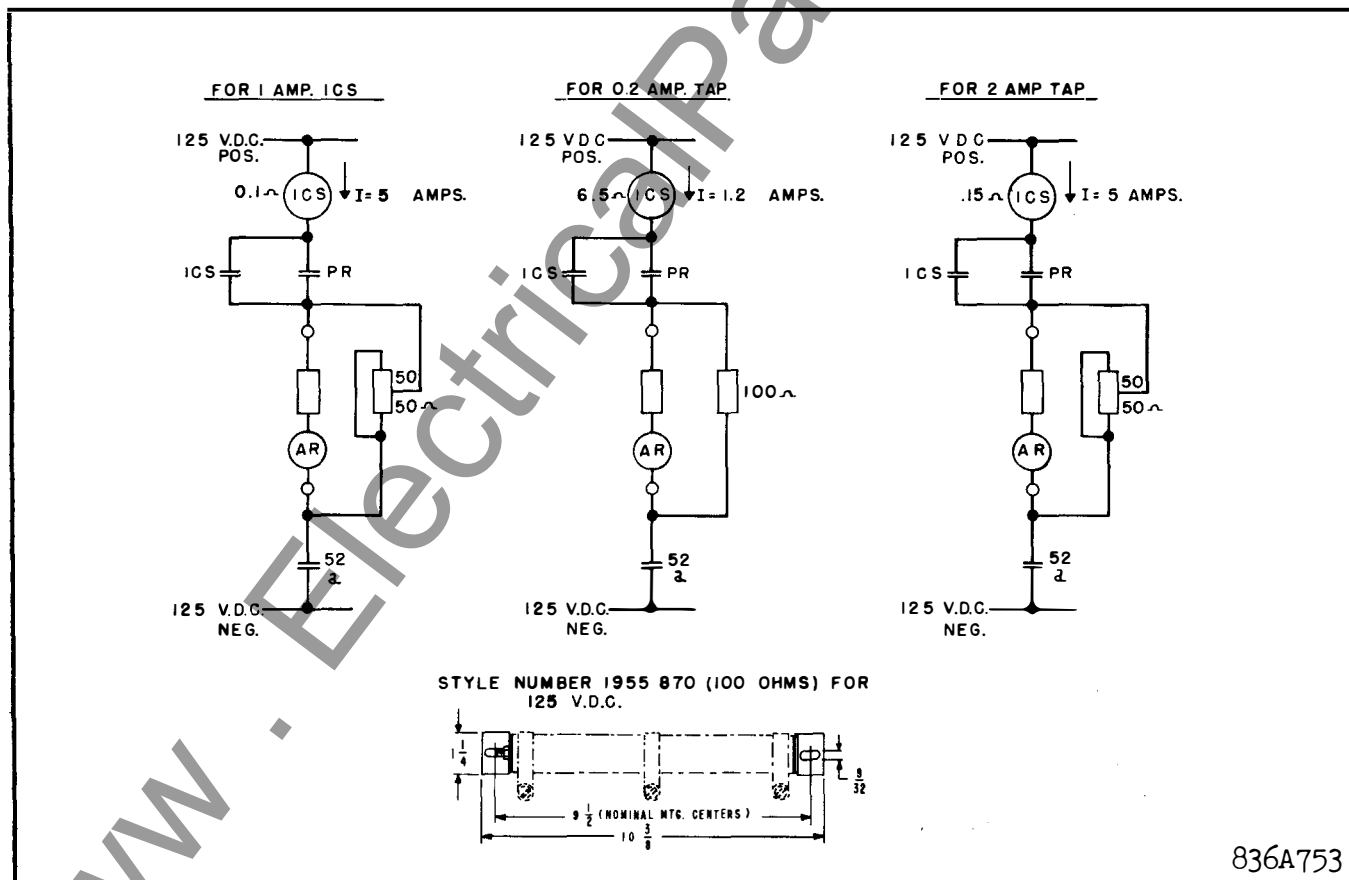 FOR 1 AMP. ICS
125 V.D.C.
POS.
0.1Ω
ICS
I= 5 AMPS.
ICS
PR
50
50Ω
AR
52
a
125 V.D.C.
NEG.
FOR 0.2 AMP. TAP
125 VDC
POS.
6.5Ω
ICS
I= 1.2 AMPS.
ICS
PR
100Ω
AR
52
a
125 V.D.C.
NEG.
FOR 2 AMP TAP
125 VDC
POS.
.15Ω
ICS
I= 5 AMPS.
ICS
PR
50
50Ω
AR
52
a
125 V.D.C.
NEG.
STYLE NUMBER 1955 870 (100 OHMS) FOR
125 V.D.C.
1 1/4
9/32
9 1/2 (NOMINAL MTG. CENTERS)
10 3/8
836A753
ww . ElectricalPa